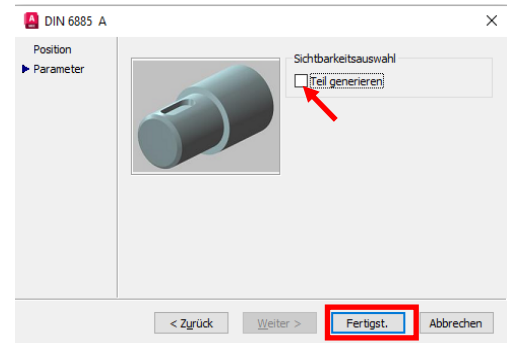 DIN 6885 A
Position
Parameter
Sichtbarkeitsauswahl
Teil generieren
< Zurück
Weiter >
Fertigst.
Abbrechen